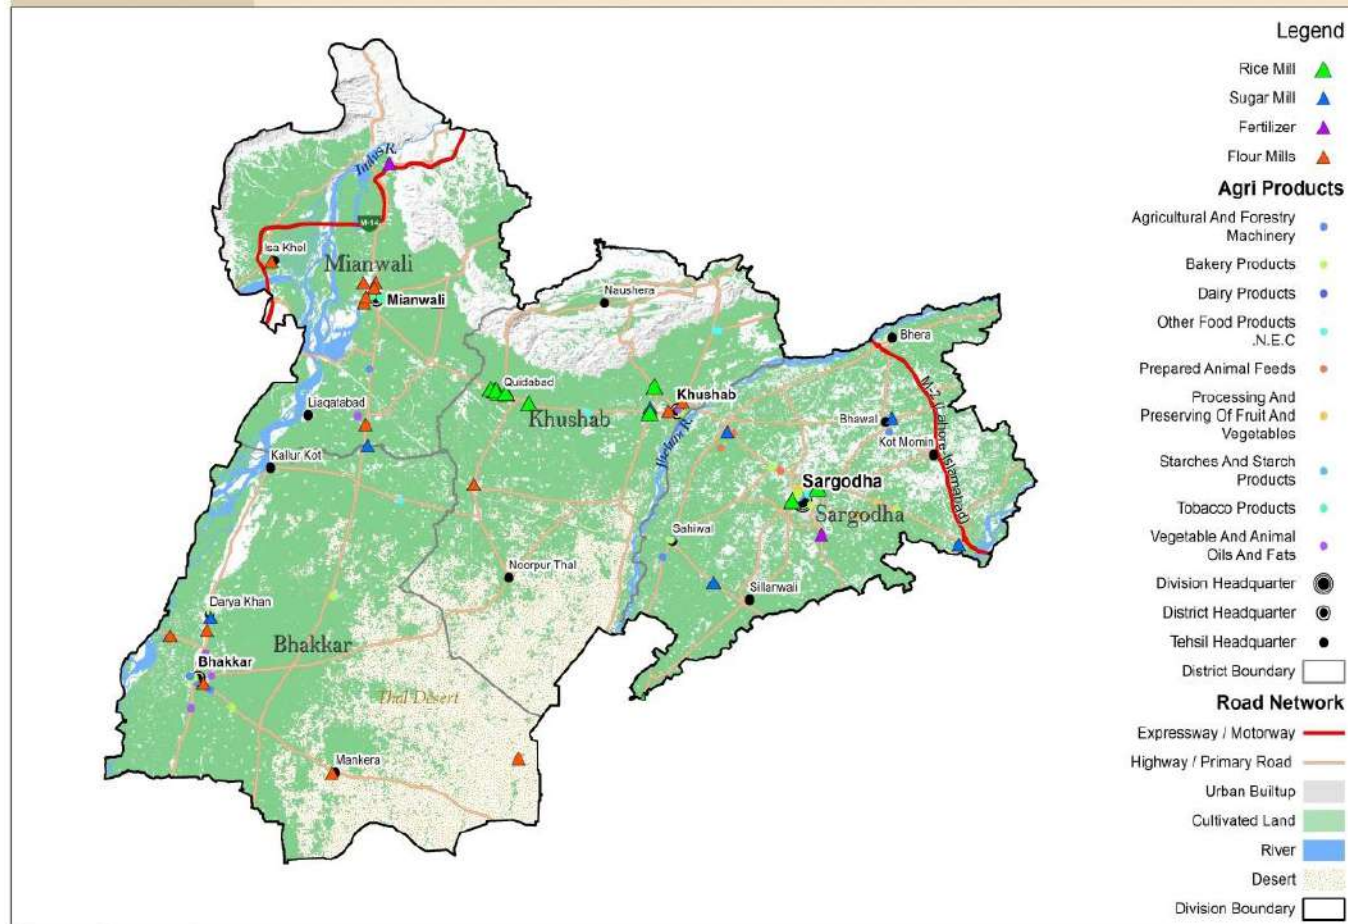 Legend
Rice Mill
Sugar Mill
Fertilizer
Flour Mills
Agri Products
Agricultural And Forestry
Machinery
Bakery Products
Dairy Products
Other Food Products
.N.E.C
Prepared Animal Feeds
Processing And
Preserving Of Fruit And
Vegetables
Starches And Starch
Products
Tobacco Products
Vegetable And Animal
Oils And Fats
Division Headquarter
District Headquarter
Tehsil Headquarter
District Boundary
Road Network
Expressway / Motorway
Highway / Primary Road
Urban Builtup
Cultivated Land
River
Desert
Division Boundary
Indus R.
M-14
Isa Khel
Mianwali
Mianwali
Naushera
Bhera
M-2 (Lahore Islamabad)
Quidabad
Khushab
Khushab
Liaqatabad
Bhawal
Kot Momin
Kallur Kot
Jhelum R.
Sargodha
Sargodha
Sahiwal
Noorpur Thal
Sillanwali
Darya Khan
Bhakkar
Bhakkar
Thal Desert
Mankera